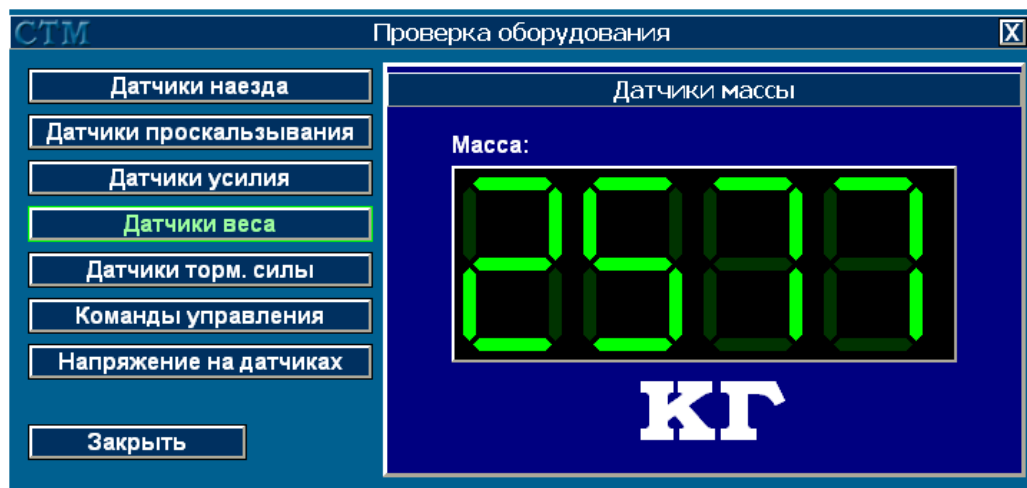 СТМ
Проверка оборудования
X
Датчики наезда
Датчики проскальзывания
Датчики усилия
Датчики веса
Датчики торм. силы
Команды управления
Напряжение на датчиках
Закрыть
Датчики массы
Масса:
2577
кг